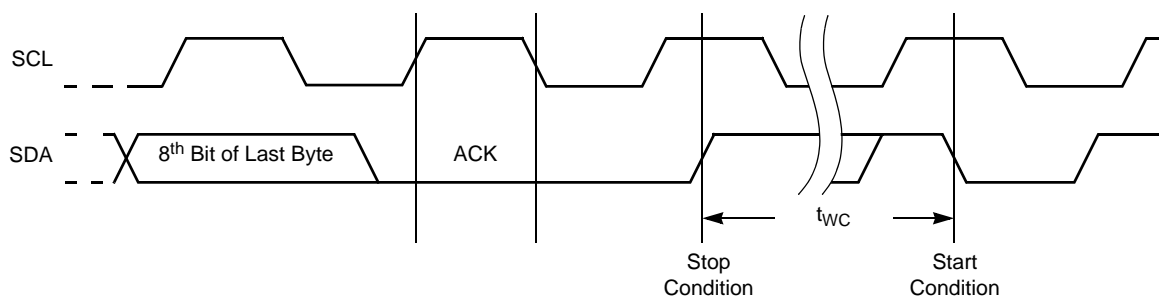 SCL
SDA
8th Bit of Last Byte
ACK
tWC
Stop
Condition
Start
Condition